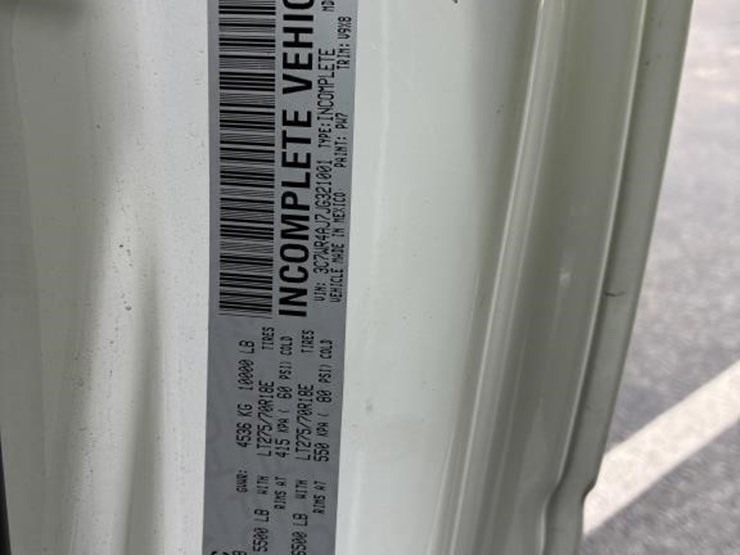 GVWR: 4536 KG 10000 LB
5500 LB WITH LT275/70R18E TIRES
RIMS AT 415 KPA ( 60 PSI) COLD
6500 LB WITH LT275/70R18E TIRES
RIMS AT 550 KPA ( 80 PSI) COLD
INCOMPLETE VEHIC
VIN: 3C7WR4AJ7JG321001 TYPE: INCOMPLETE
VEHICLE MADE IN MEXICO PAINT: PW7 TRIM: V9X8